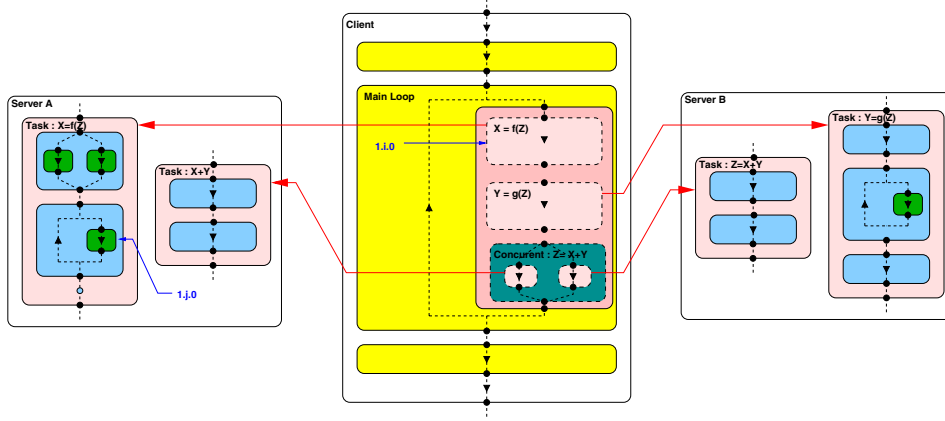 Client
Server A
Main Loop
Server B
Task : X=f(Z)
X = f(Z)
Task : Y=g(Z)
1.i.0
Task : X+Y
Task : Z=X+Y
Y = g(Z)
Concurent : Z= X+Y
1.j.0